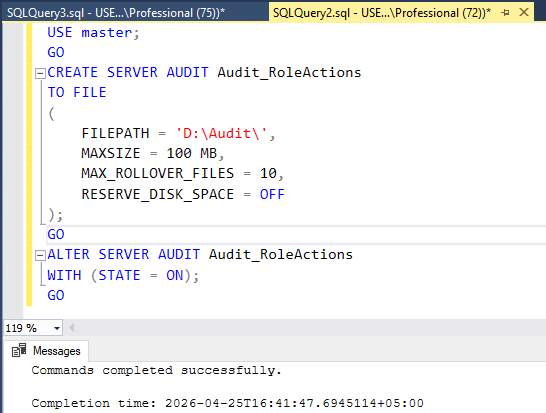 SQLQuery3.sql - USE...\Professional (75))*
SQLQuery2.sql - USE...\Professional (72))*
USE master;
GO
CREATE SERVER AUDIT Audit_RoleActions
TO FILE
(
    FILEPATH = 'D:\Audit\',
    MAXSIZE = 100 MB,
    MAX_ROLLOVER_FILES = 10,
    RESERVE_DISK_SPACE = OFF
);
GO
ALTER SERVER AUDIT Audit_RoleActions
WITH (STATE = ON);
GO
119 %
Messages
Commands completed successfully.
Completion time: 2026-04-25T16:41:47.6945114+05:00